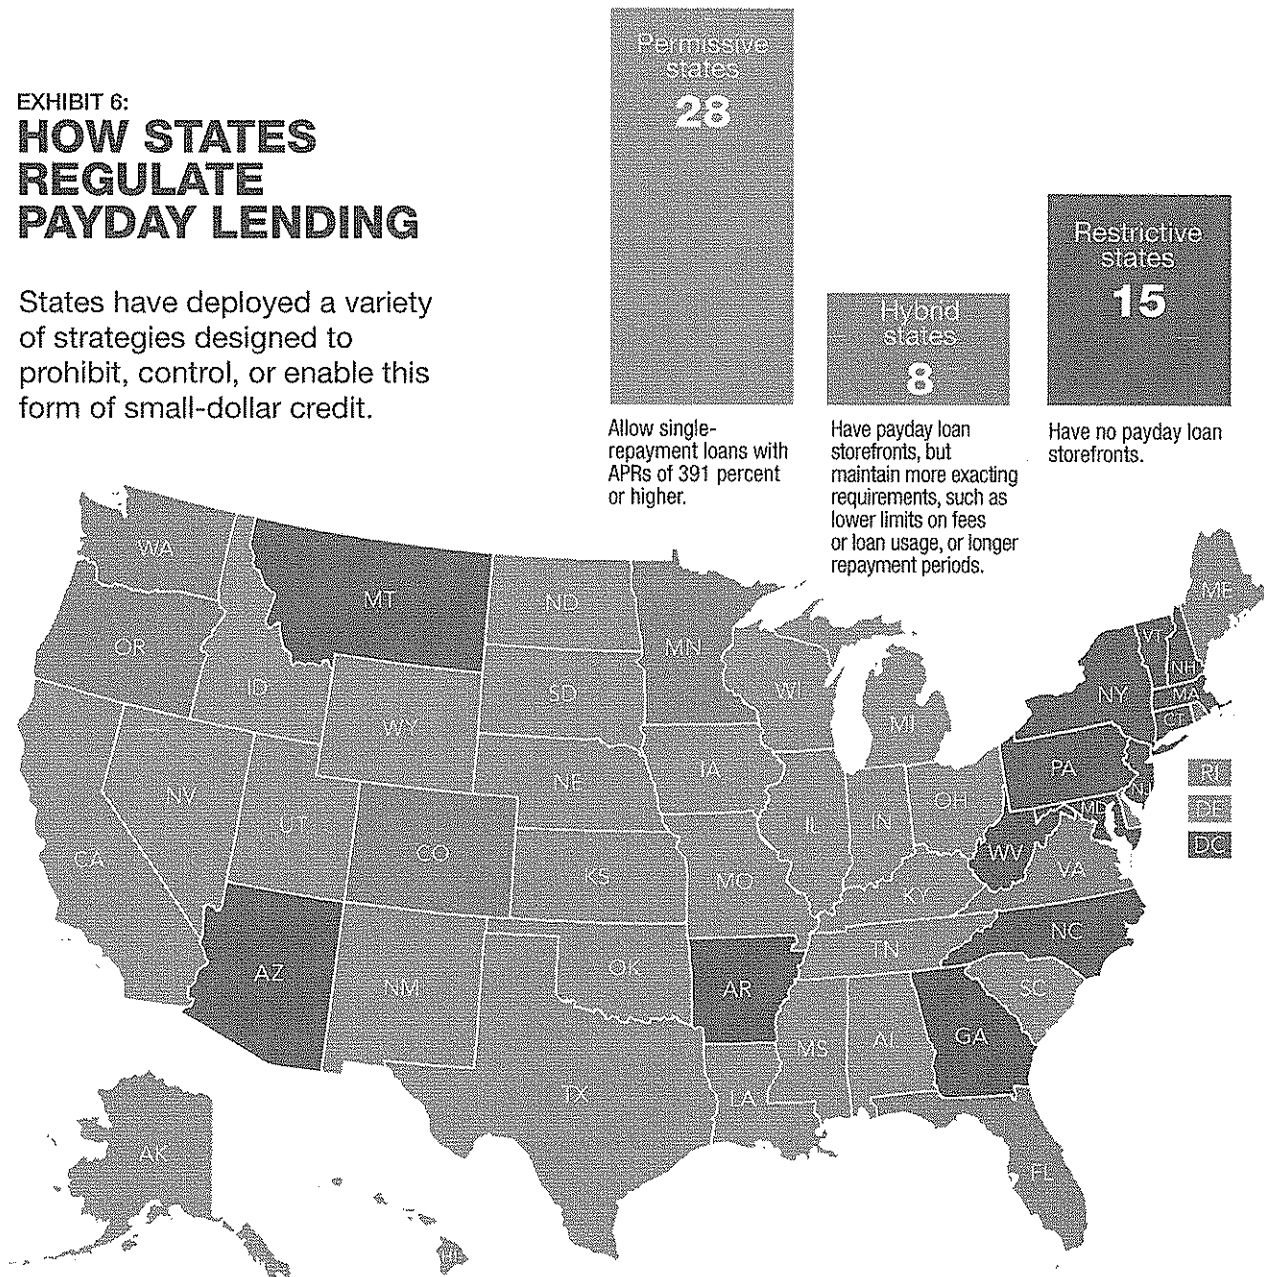 EXHIBIT 6:
HOW STATES
REGULATE
PAYDAY LENDING
States have deployed a variety
of strategies designed to
prohibit, control, or enable this
form of small-dollar credit.
Permissive
states
28
Allow single-
repayment loans with
APRs of 391 percent
or higher.
Hybrid
states
8
Have payday loan
storefronts, but
maintain more exacting
requirements, such as
lower limits on fees
or loan usage, or longer
repayment periods.
Restrictive
states
15
Have no payday loan
storefronts.
WA
MT
ND
MN
OR
ID
SD
WI
WY
MI
ME
VT
NH
NY
MA
CT
NV
NE
IA
PA
NJ
RI
UT
OH
IL
IN
MD
DE
CA
CO
KS
MO
WV
VA
DC
KY
NC
AZ
NM
OK
AR
TN
SC
MS
AL
GA
TX
LA
AK
FL
HI